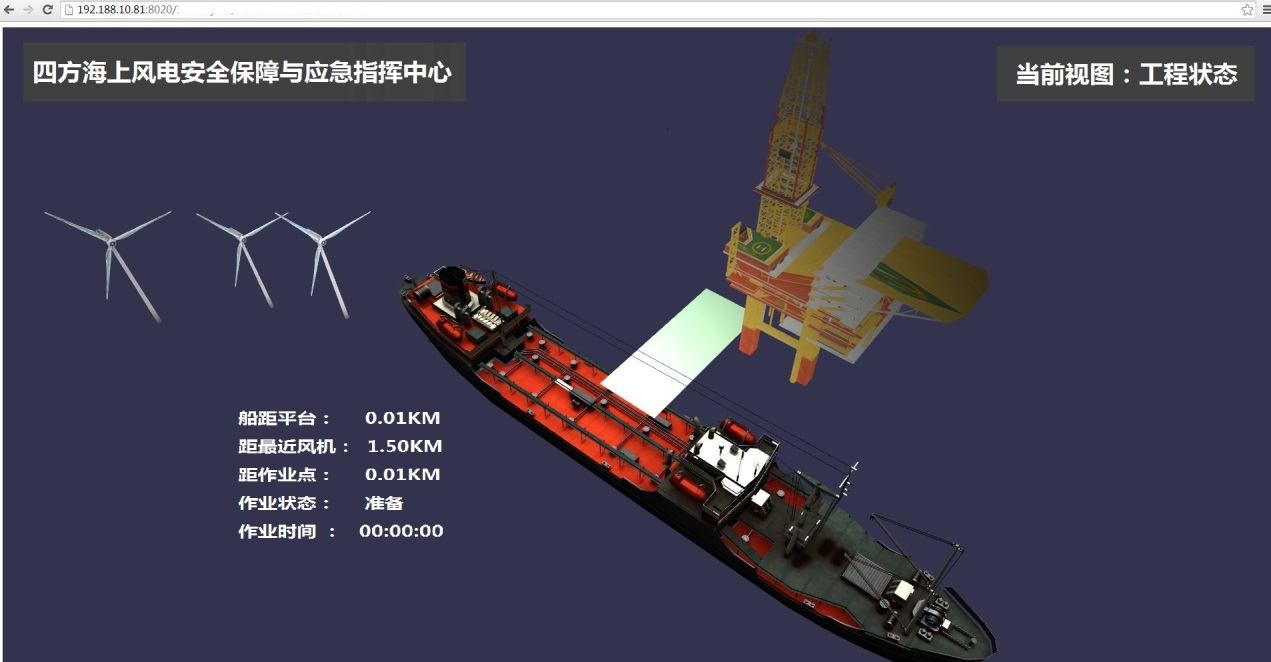 192.188.10.81:8020/
四方海上风电安全保障与应急指挥中心
当前视图：工程状态
船距平台： 0.01KM
距最近风机： 1.50KM
距作业点： 0.01KM
作业状态： 准备
作业时间 ： 00:00:00